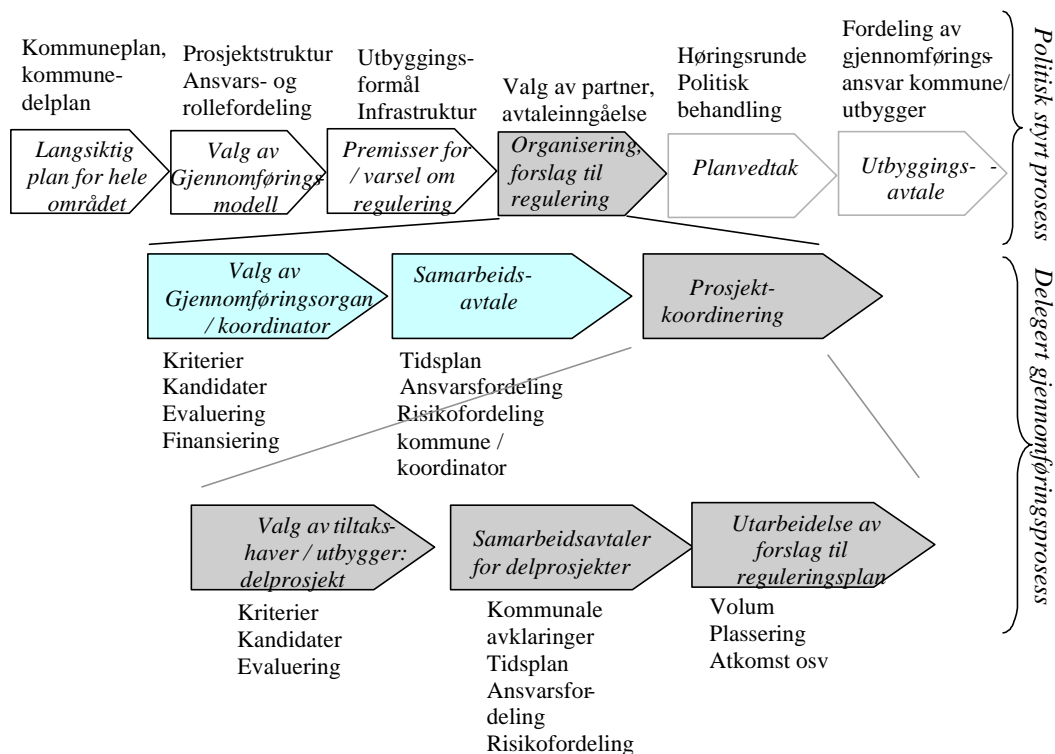 Kommuneplan,
kommune-
delplan
Prosjektstruktur
Ansvars- og
rollefordeling
Utbyggings-
formål
Infrastruktur
Valg av partner,
avtaleinngåelse
Høringsrunde
Politisk
behandling
Fordeling av
gjennomførings-
ansvar kommune/
utbygger
Langsiktig
plan for hele
området
Valg av
Gjennomførings-
modell
Premisser for
/ varsel om
regulering
Organisering,
forslag til
regulering
Planvedtak
Utbyggings-
avtale
Politisk styrt prosess
Valg av
Gjennomføringsorgan
/ koordinator
Samarbeids-
avtale
Prosjekt-
koordinering
Kriterier
Kandidater
Evaluering
Finansiering
Tidsplan
Ansvarsfordeling
Risikofordeling
kommune /
koordinator
Valg av tiltaks-
haver / utbygger:
delprosjekt
Samarbeidsavtaler
for delprosjekter
Utarbeidelse av
forslag til
reguleringsplan
Kriterier
Kandidater
Evaluering
Kommunale
avklaringer
Tidsplan
Ansvarsfor-
deling
Risikofordeling
Volum
Plassering
Atkomst osv
Delegert gjennomføringsprosess